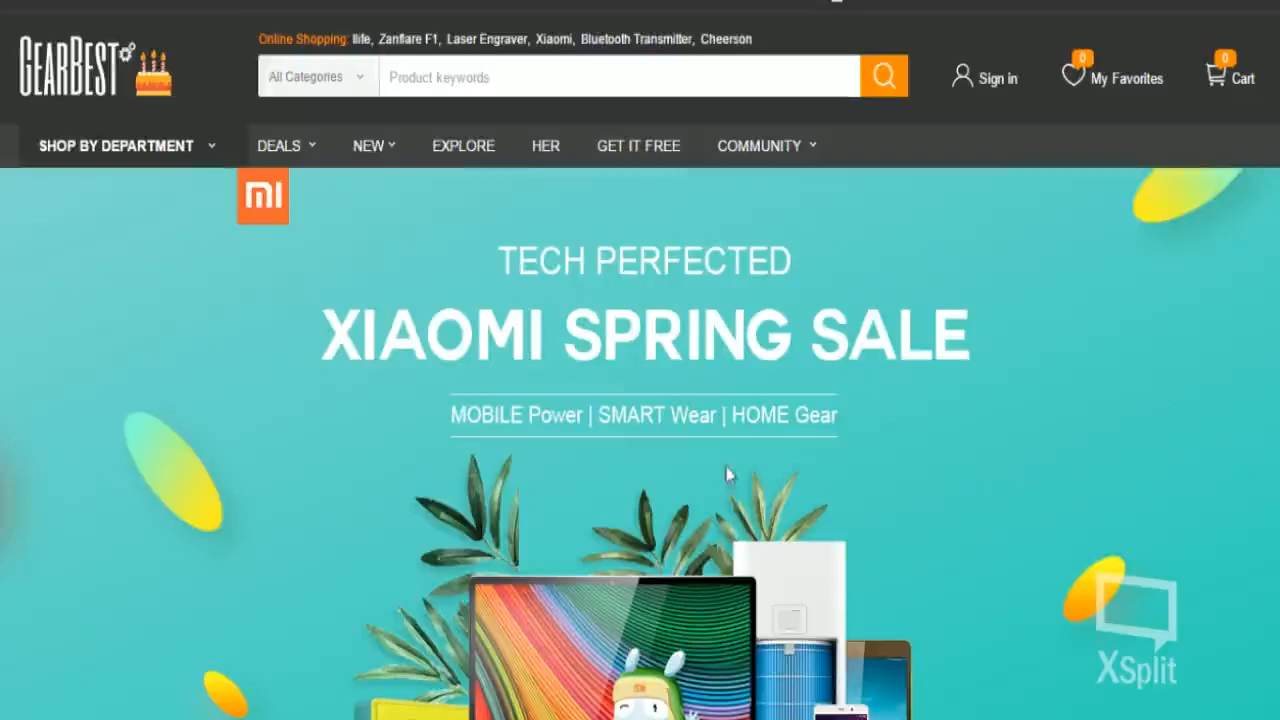 GEARBEST
Online Shopping: Ilife, Zanflare F1, Laser Engraver, Xiaomi, Bluetooth Transmitter, Cheerson
All Categories
Product keywords
Sign in
0
My Favorites
0
Cart
SHOP BY DEPARTMENT
DEALS
NEW
EXPLORE
HER
GET IT FREE
COMMUNITY
mi
TECH PERFECTED
XIAOMI SPRING SALE
MOBILE Power | SMART Wear | HOME Gear
XSplit